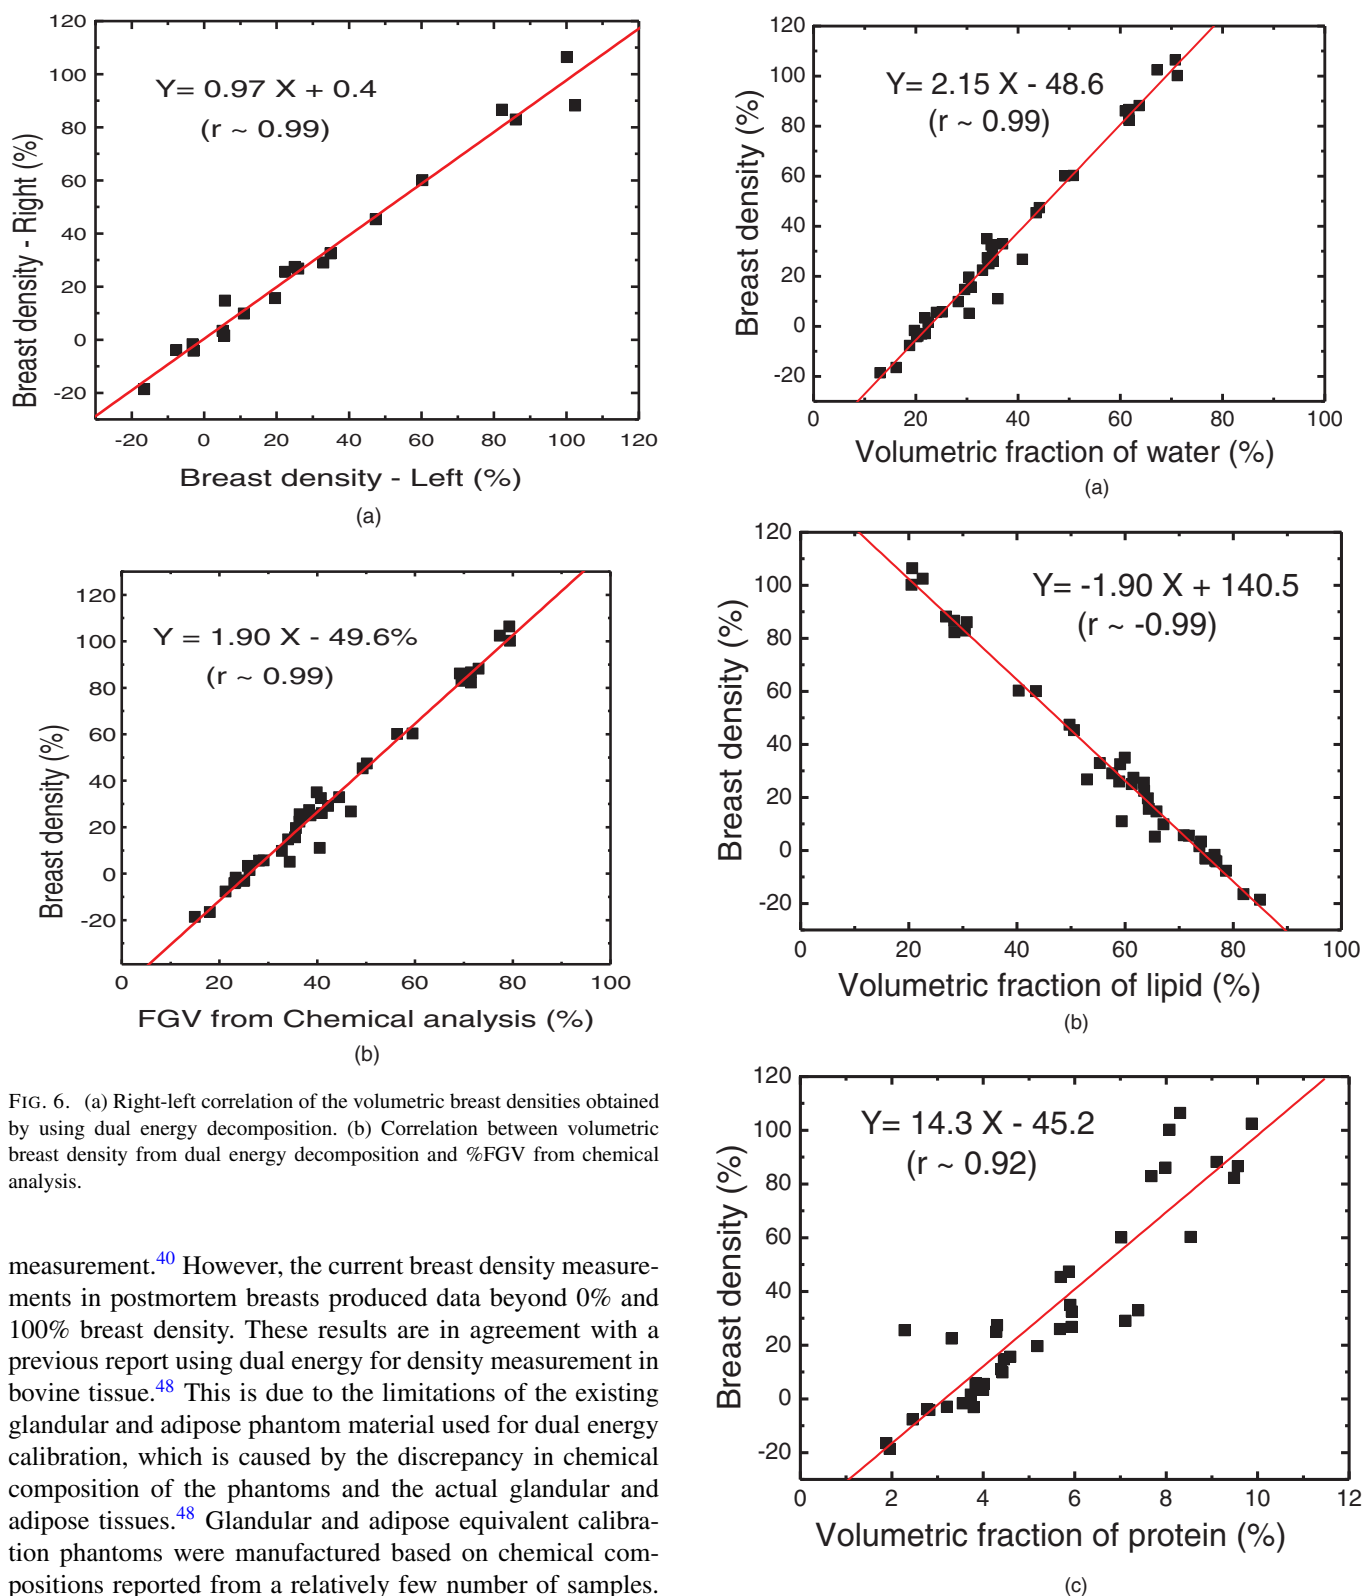 120
100
80
60
40
20
0
-20
Breast density - Right (%)
Y= 0.97 X + 0.4
(r ~ 0.99)
-20 0 20 40 60 80 100 120
Breast density - Left (%)
(a)
120
100
80
60
40
20
0
-20
Breast density (%)
Y = 1.90 X - 49.6%
(r ~ 0.99)
0 20 40 60 80 100
FGV from Chemical analysis (%)
(b)
FIG. 6. (a) Right-left correlation of the volumetric breast densities obtained
by using dual energy decomposition. (b) Correlation between volumetric
breast density from dual energy decomposition and %FGV from chemical
analysis.
measurement.40 However, the current breast density measure-
ments in postmortem breasts produced data beyond 0% and
100% breast density. These results are in agreement with a
previous report using dual energy for density measurement in
bovine tissue.48 This is due to the limitations of the existing
glandular and adipose phantom material used for dual energy
calibration, which is caused by the discrepancy in chemical
composition of the phantoms and the actual glandular and
adipose tissues.48 Glandular and adipose equivalent calibra-
tion phantoms were manufactured based on chemical com-
positions reported from a relatively few number of samples.
120
100
80
60
40
20
0
-20
Breast density (%)
Y= 2.15 X - 48.6
(r ~ 0.99)
0 20 40 60 80 100
Volumetric fraction of water (%)
(a)
120
100
80
60
40
20
0
-20
Breast density (%)
Y= -1.90 X + 140.5
(r ~ -0.99)
0 20 40 60 80 100
Volumetric fraction of lipid (%)
(b)
120
100
80
60
40
20
0
-20
Breast density (%)
Y= 14.3 X - 45.2
(r ~ 0.92)
0 2 4 6 8 10 12
Volumetric fraction of protein (%)
(c)